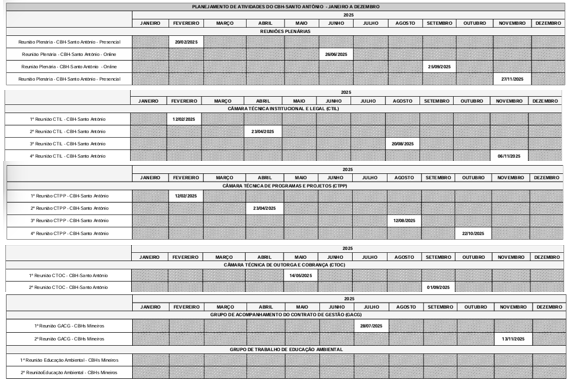 PLANEJAMENTO DE ATIVIDADES DO CBH-SANTO ANTÔNIO - JANEIRO A DEZEMBRO
2025
JANEIRO FEVEREIRO MARÇO ABRIL MAIO JUNHO JULHO AGOSTO SETEMBRO OUTUBRO NOVEMBRO DEZEMBRO
REUNIÕES PLENÁRIAS
Reunião Plenária - CBH-Santo Antônio - Presencial 20/02/2025
Reunião Plenária - CBH-Santo Antônio - Online 26/06/2025
Reunião Plenária - CBH-Santo Antônio - Online 25/09/2025
Reunião Plenária - CBH-Santo Antônio - Presencial 27/11/2025
2025
JANEIRO FEVEREIRO MARÇO ABRIL MAIO JUNHO JULHO AGOSTO SETEMBRO OUTUBRO NOVEMBRO DEZEMBRO
CÂMARA TÉCNICA INSTITUCIONAL E LEGAL (CTIL)
1ª Reunião CTIL - CBH-Santo Antônio 12/02/2025
2ª Reunião CTIL - CBH-Santo Antônio 23/04/2025
3ª Reunião CTIL - CBH-Santo Antônio 20/08/2025
4ª Reunião CTIL - CBH-Santo Antônio 06/11/2025
2025
JANEIRO FEVEREIRO MARÇO ABRIL MAIO JUNHO JULHO AGOSTO SETEMBRO OUTUBRO NOVEMBRO DEZEMBRO
CÂMARA TÉCNICA DE PROGRAMAS E PROJETOS (CTPP)
1ª Reunião CTPP - CBH-Santo Antônio 12/02/2025
2ª Reunião CTPP - CBH-Santo Antônio 23/04/2025
3ª Reunião CTPP - CBH-Santo Antônio 12/08/2025
4ª Reunião CTPP - CBH-Santo Antônio 22/10/2025
2025
JANEIRO FEVEREIRO MARÇO ABRIL MAIO JUNHO JULHO AGOSTO SETEMBRO OUTUBRO NOVEMBRO DEZEMBRO
CÂMARA TÉCNICA DE OUTORGA E COBRANÇA (CTOC)
1ª Reunião CTOC - CBH-Santo Antônio 14/05/2025
2ª Reunião CTOC - CBH-Santo Antônio 01/09/2025
2025
JANEIRO FEVEREIRO MARÇO ABRIL MAIO JUNHO JULHO AGOSTO SETEMBRO OUTUBRO NOVEMBRO DEZEMBRO
GRUPO DE ACOMPANHAMENTO DO CONTRATO DE GESTÃO (GACG)
1ª Reunião GACG - CBHs Mineiros 28/07/2025
2ª Reunião GACG - CBHs Mineiros 13/11/2025
GRUPO DE TRABALHO DE EDUCAÇÃO AMBIENTAL
1ª Reunião Educação Ambiental - CBHs Mineiros
2ª ReuniãoEducação Ambiental - CBHs Mineiros